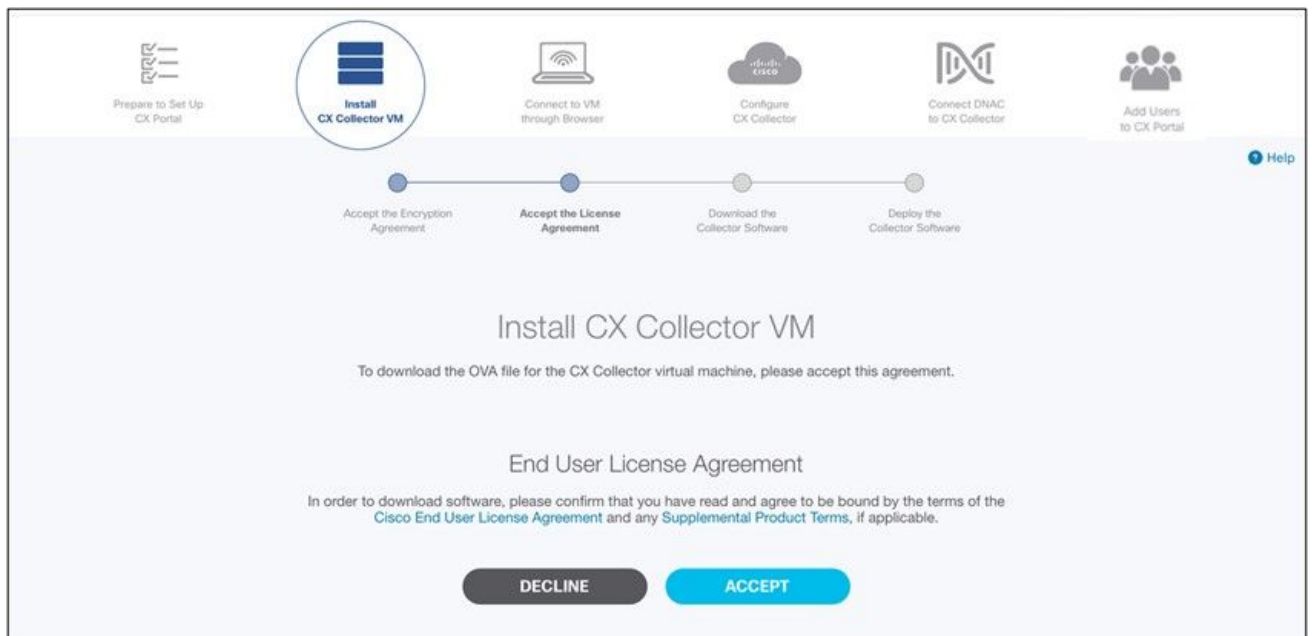 Prepare to Set Up
CX Portal
Install
CX Collector VM
Connect to VM
through Browser
CISCO
Configure
CX Collector
Connect DNAC
to CX Collector
Add Users
to CX Portal
? Help
Accept the Encryption
Agreement
Accept the License
Agreement
Download the
Collector Software
Deploy the
Collector Software
Install CX Collector VM
To download the OVA file for the CX Collector virtual machine, please accept this agreement.
End User License Agreement
In order to download software, please confirm that you have read and agree to be bound by the terms of the
Cisco End User License Agreement and any Supplemental Product Terms, if applicable.
DECLINE
ACCEPT